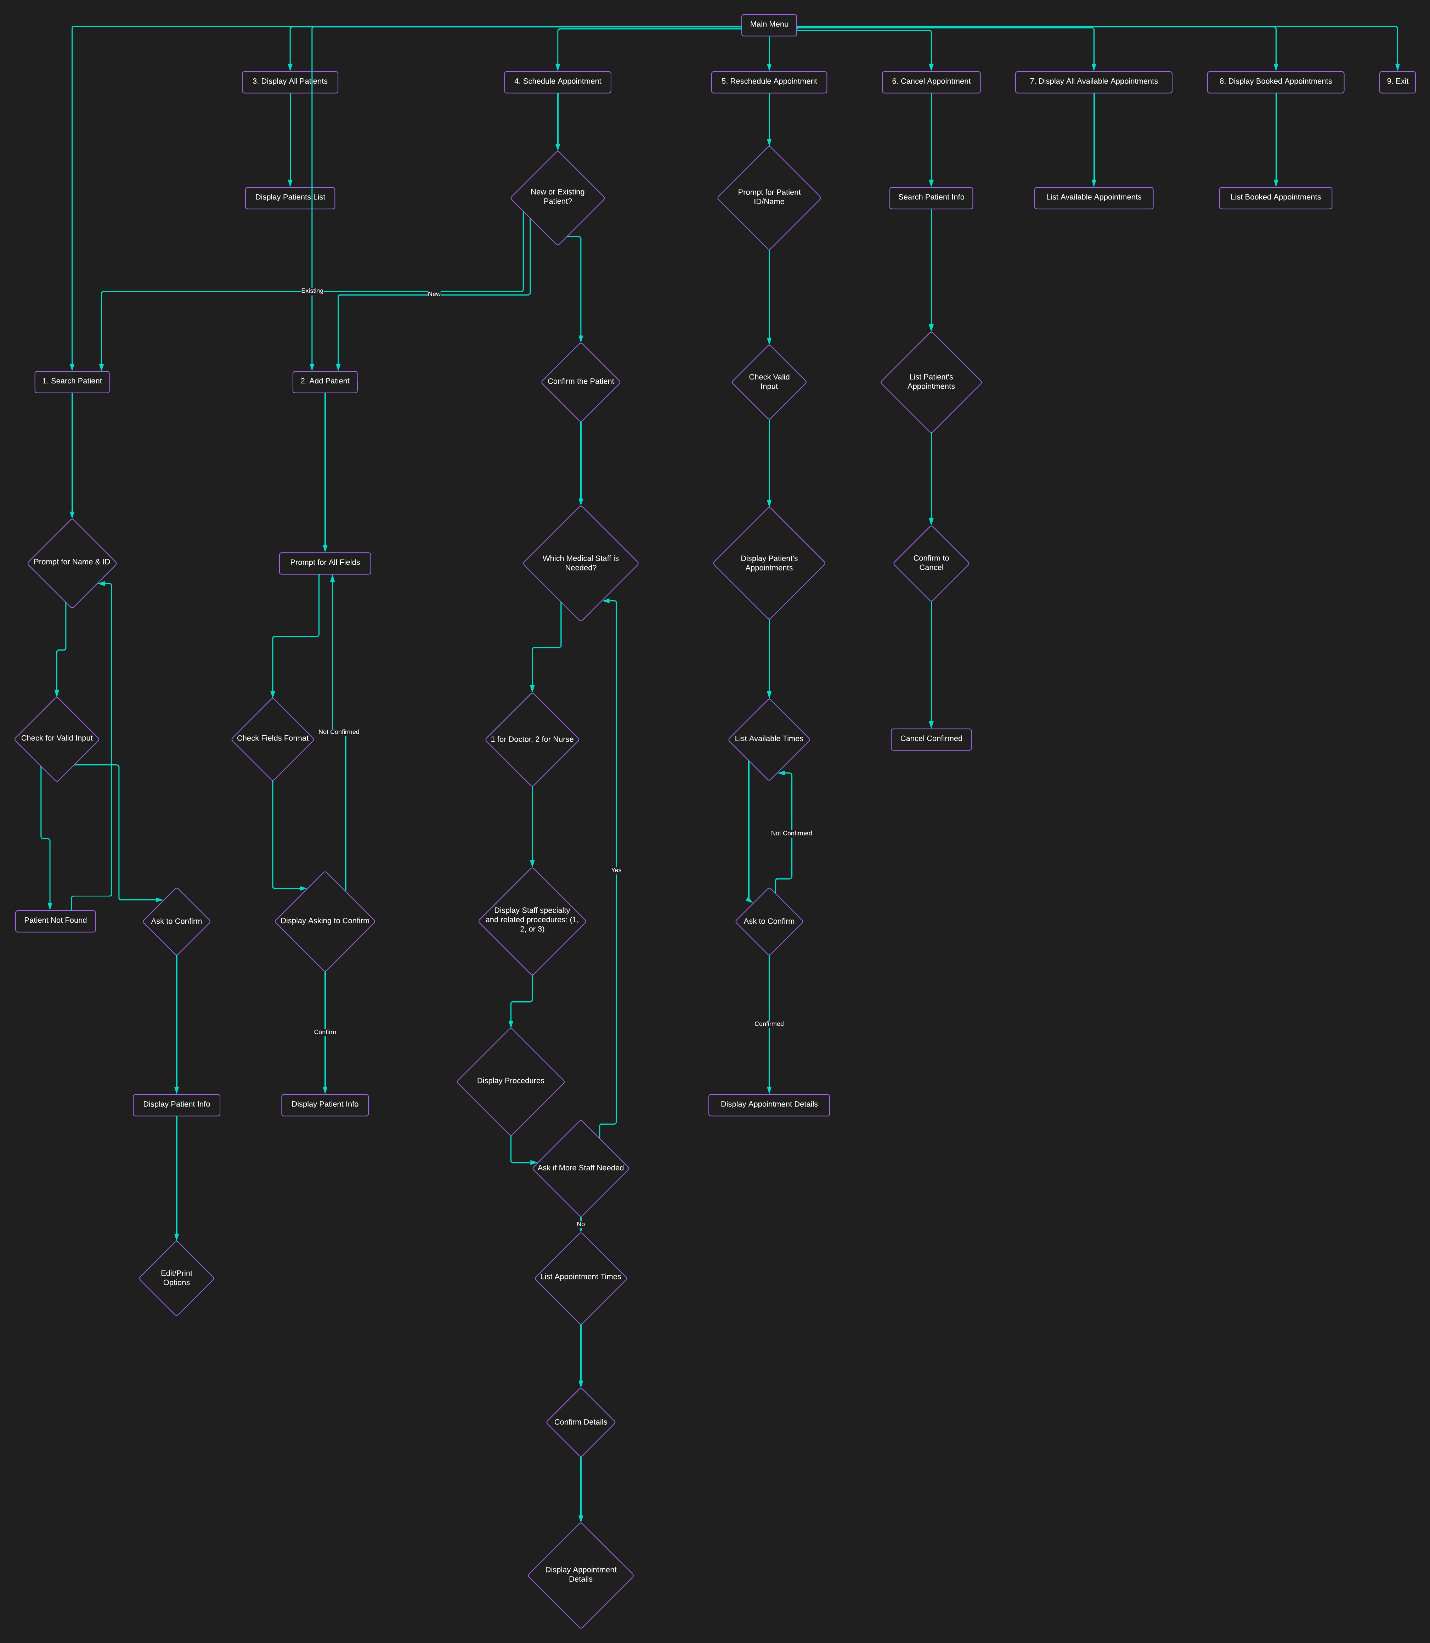 Main Menu
3. Display All Patients
4. Schedule Appointment
5. Reschedule Appointment
6. Cancel Appointment
7. Display All Available Appointments
8. Display Booked Appointments
9. Exit
Display Patients List
New or Existing
Patient?
Prompt for Patient
ID/Name
Search Patient Info
List Available Appointments
List Booked Appointments
Existing
New
1. Search Patient
2. Add Patient
Confirm the Patient
Check Valid
Input
List Patient's
Appointments
Prompt for Name & ID
Prompt for All Fields
Which Medical Staff is
Needed?
Display Patient's
Appointments
Confirm to
Cancel
Check for Valid Input
Check Fields Format
Not Confirmed
1 for Doctor, 2 for Nurse
List Available Times
Cancel Confirmed
Not Confirmed
Yes
Patient Not Found
Ask to Confirm
Display Asking to Confirm
Display Staff specialty
and related procedures: (1,
2, or 3)
Ask to Confirm
Confirm
Confirmed
Display Patient Info
Display Patient Info
Display Procedures
Display Appointment Details
Ask if More Staff Needed
No
Edit/Print
Options
List Appointment Times
Confirm Details
Display Appointment
Details